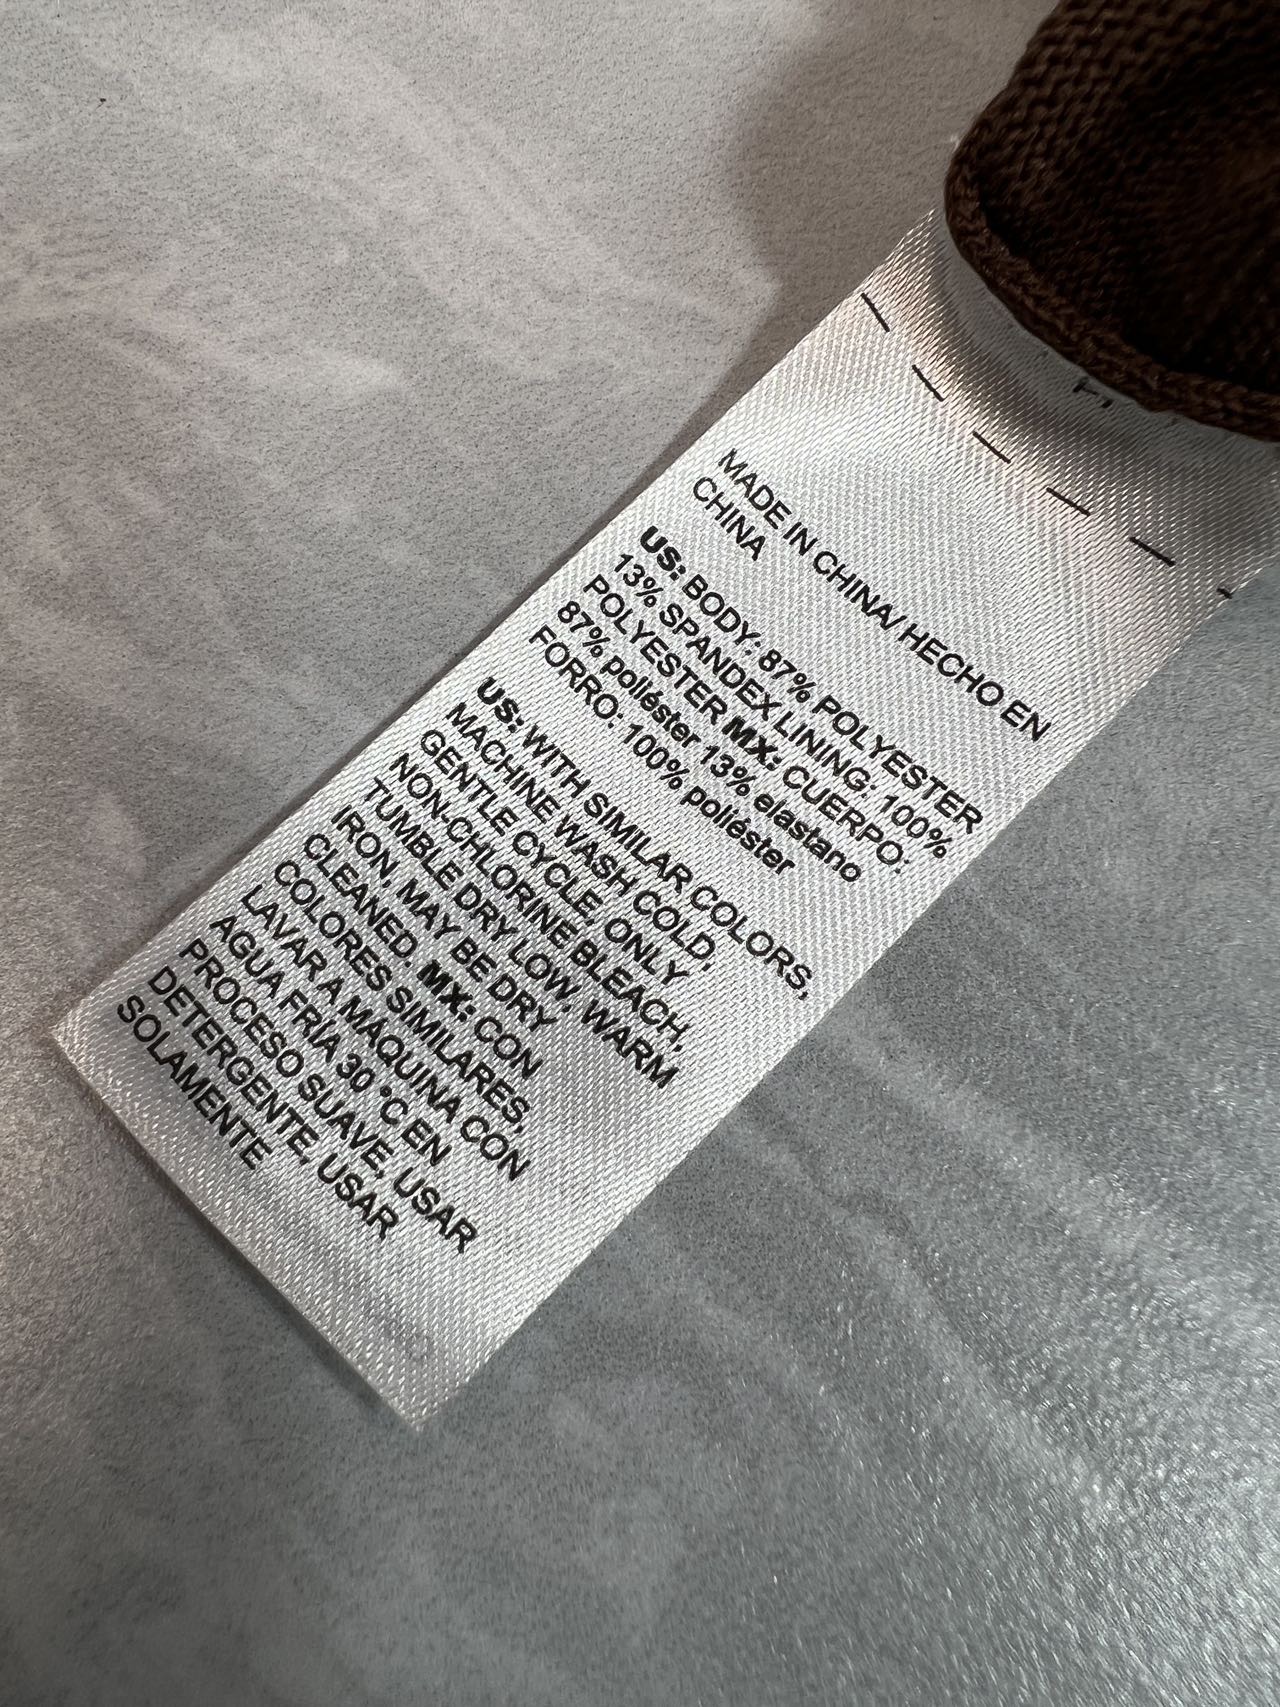 MADE IN CHINA/ HECHO EN
CHINA
US: BODY: 87% POLYESTER
13% SPANDEX LINING: 100%
POLYESTER MX: CUERPO:
87% poliéster 13% elastano
FORRO: 100% poliéster
US: WITH SIMILAR COLORS,
MACHINE WASH COLD,
GENTLE CYCLE, ONLY
NON-CHLORINE BLEACH,
TUMBLE DRY LOW, WARM
IRON, MAY BE DRY
CLEANED. MX: CON
COLORES SIMILARES,
LAVAR A MÁQUINA CON
AGUA FRÍA 30 °C EN
PROCESO SUAVE, USAR
DETERGENTE, USAR
SOLAMENTE